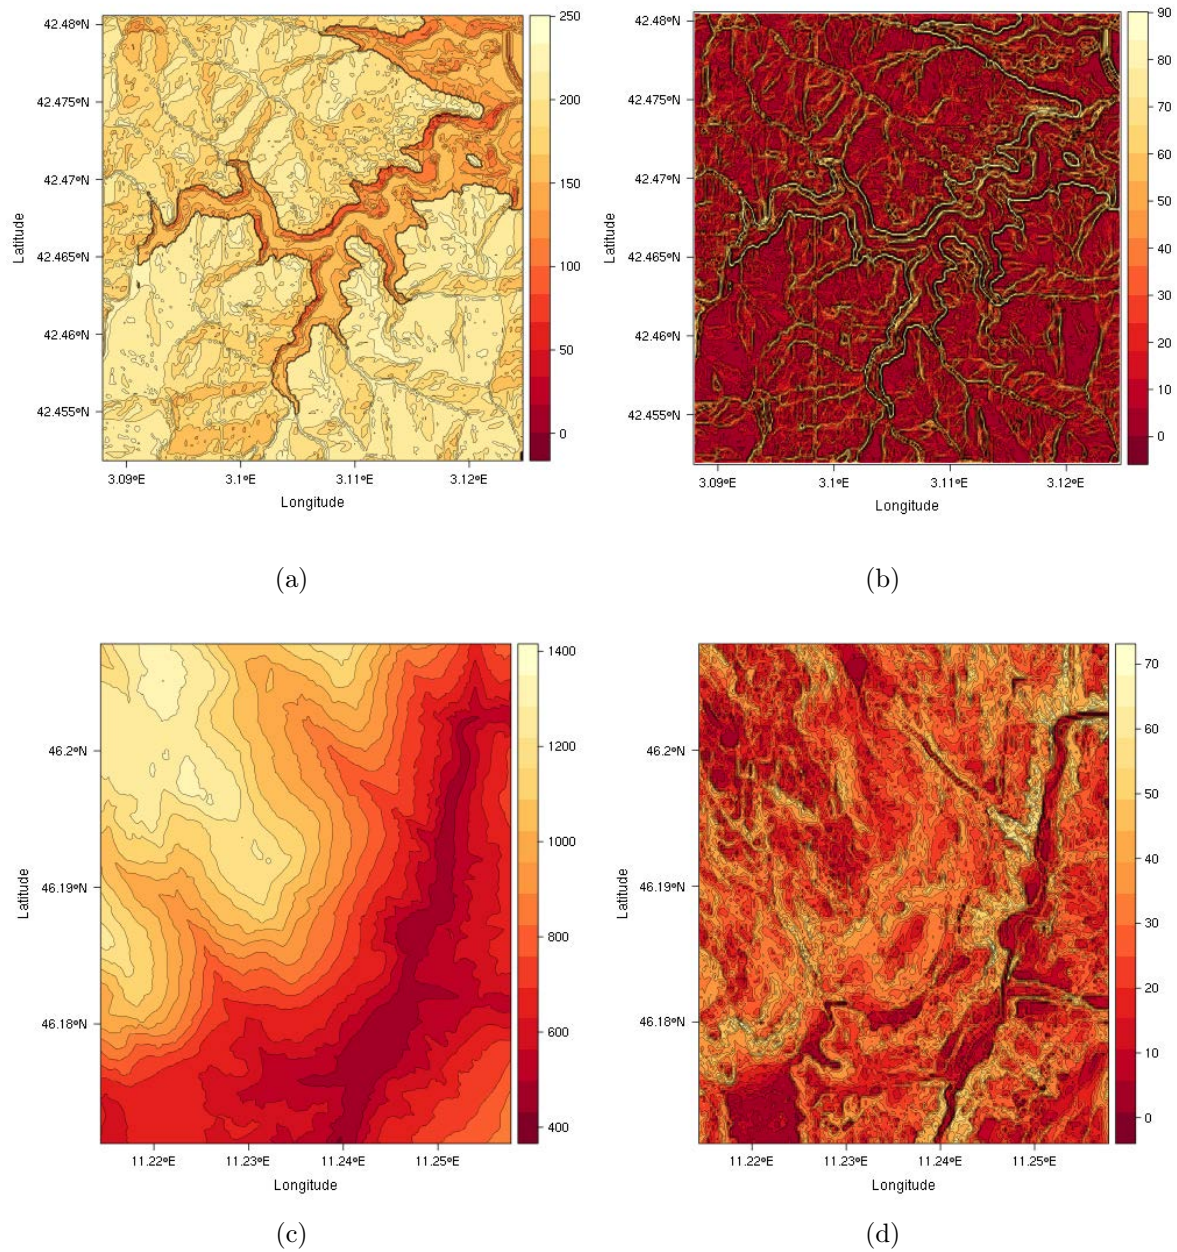 42.48ºN
42.475ºN
42.47ºN
42.465ºN
42.46ºN
42.455ºN
Latitude
3.09ºE 3.1ºE 3.11ºE 3.12ºE
Longitude
250
200
150
100
50
0
(a)
42.48ºN
42.475ºN
42.47ºN
42.465ºN
42.46ºN
42.455ºN
Latitude
3.09ºE 3.1ºE 3.11ºE 3.12ºE
Longitude
90
80
70
60
50
40
30
20
10
0
(b)
46.2ºN
46.19ºN
46.18ºN
Latitude
11.22ºE 11.23ºE 11.24ºE 11.25ºE
Longitude
1400
1200
1000
800
600
400
(c)
46.2ºN
46.19ºN
46.18ºN
Latitude
11.22ºE 11.23ºE 11.24ºE 11.25ºE
Longitude
70
60
50
40
30
20
10
0
(d)